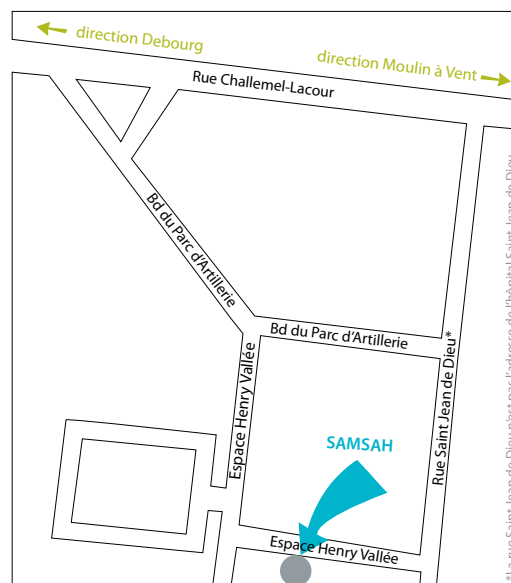 direction Debourg
direction Moulin à Vent
Rue Challemel-Lacour
Bd du Parc d'Artillerie
Bd du Parc d'Artillerie
Espace Henry Vallée
Rue Saint Jean de Dieu*
SAMSAH
Espace Henry Vallée
*La rue Saint Jean de Dieu n'est pas l'adresse de l'hôpital Saint Jean de Dieu